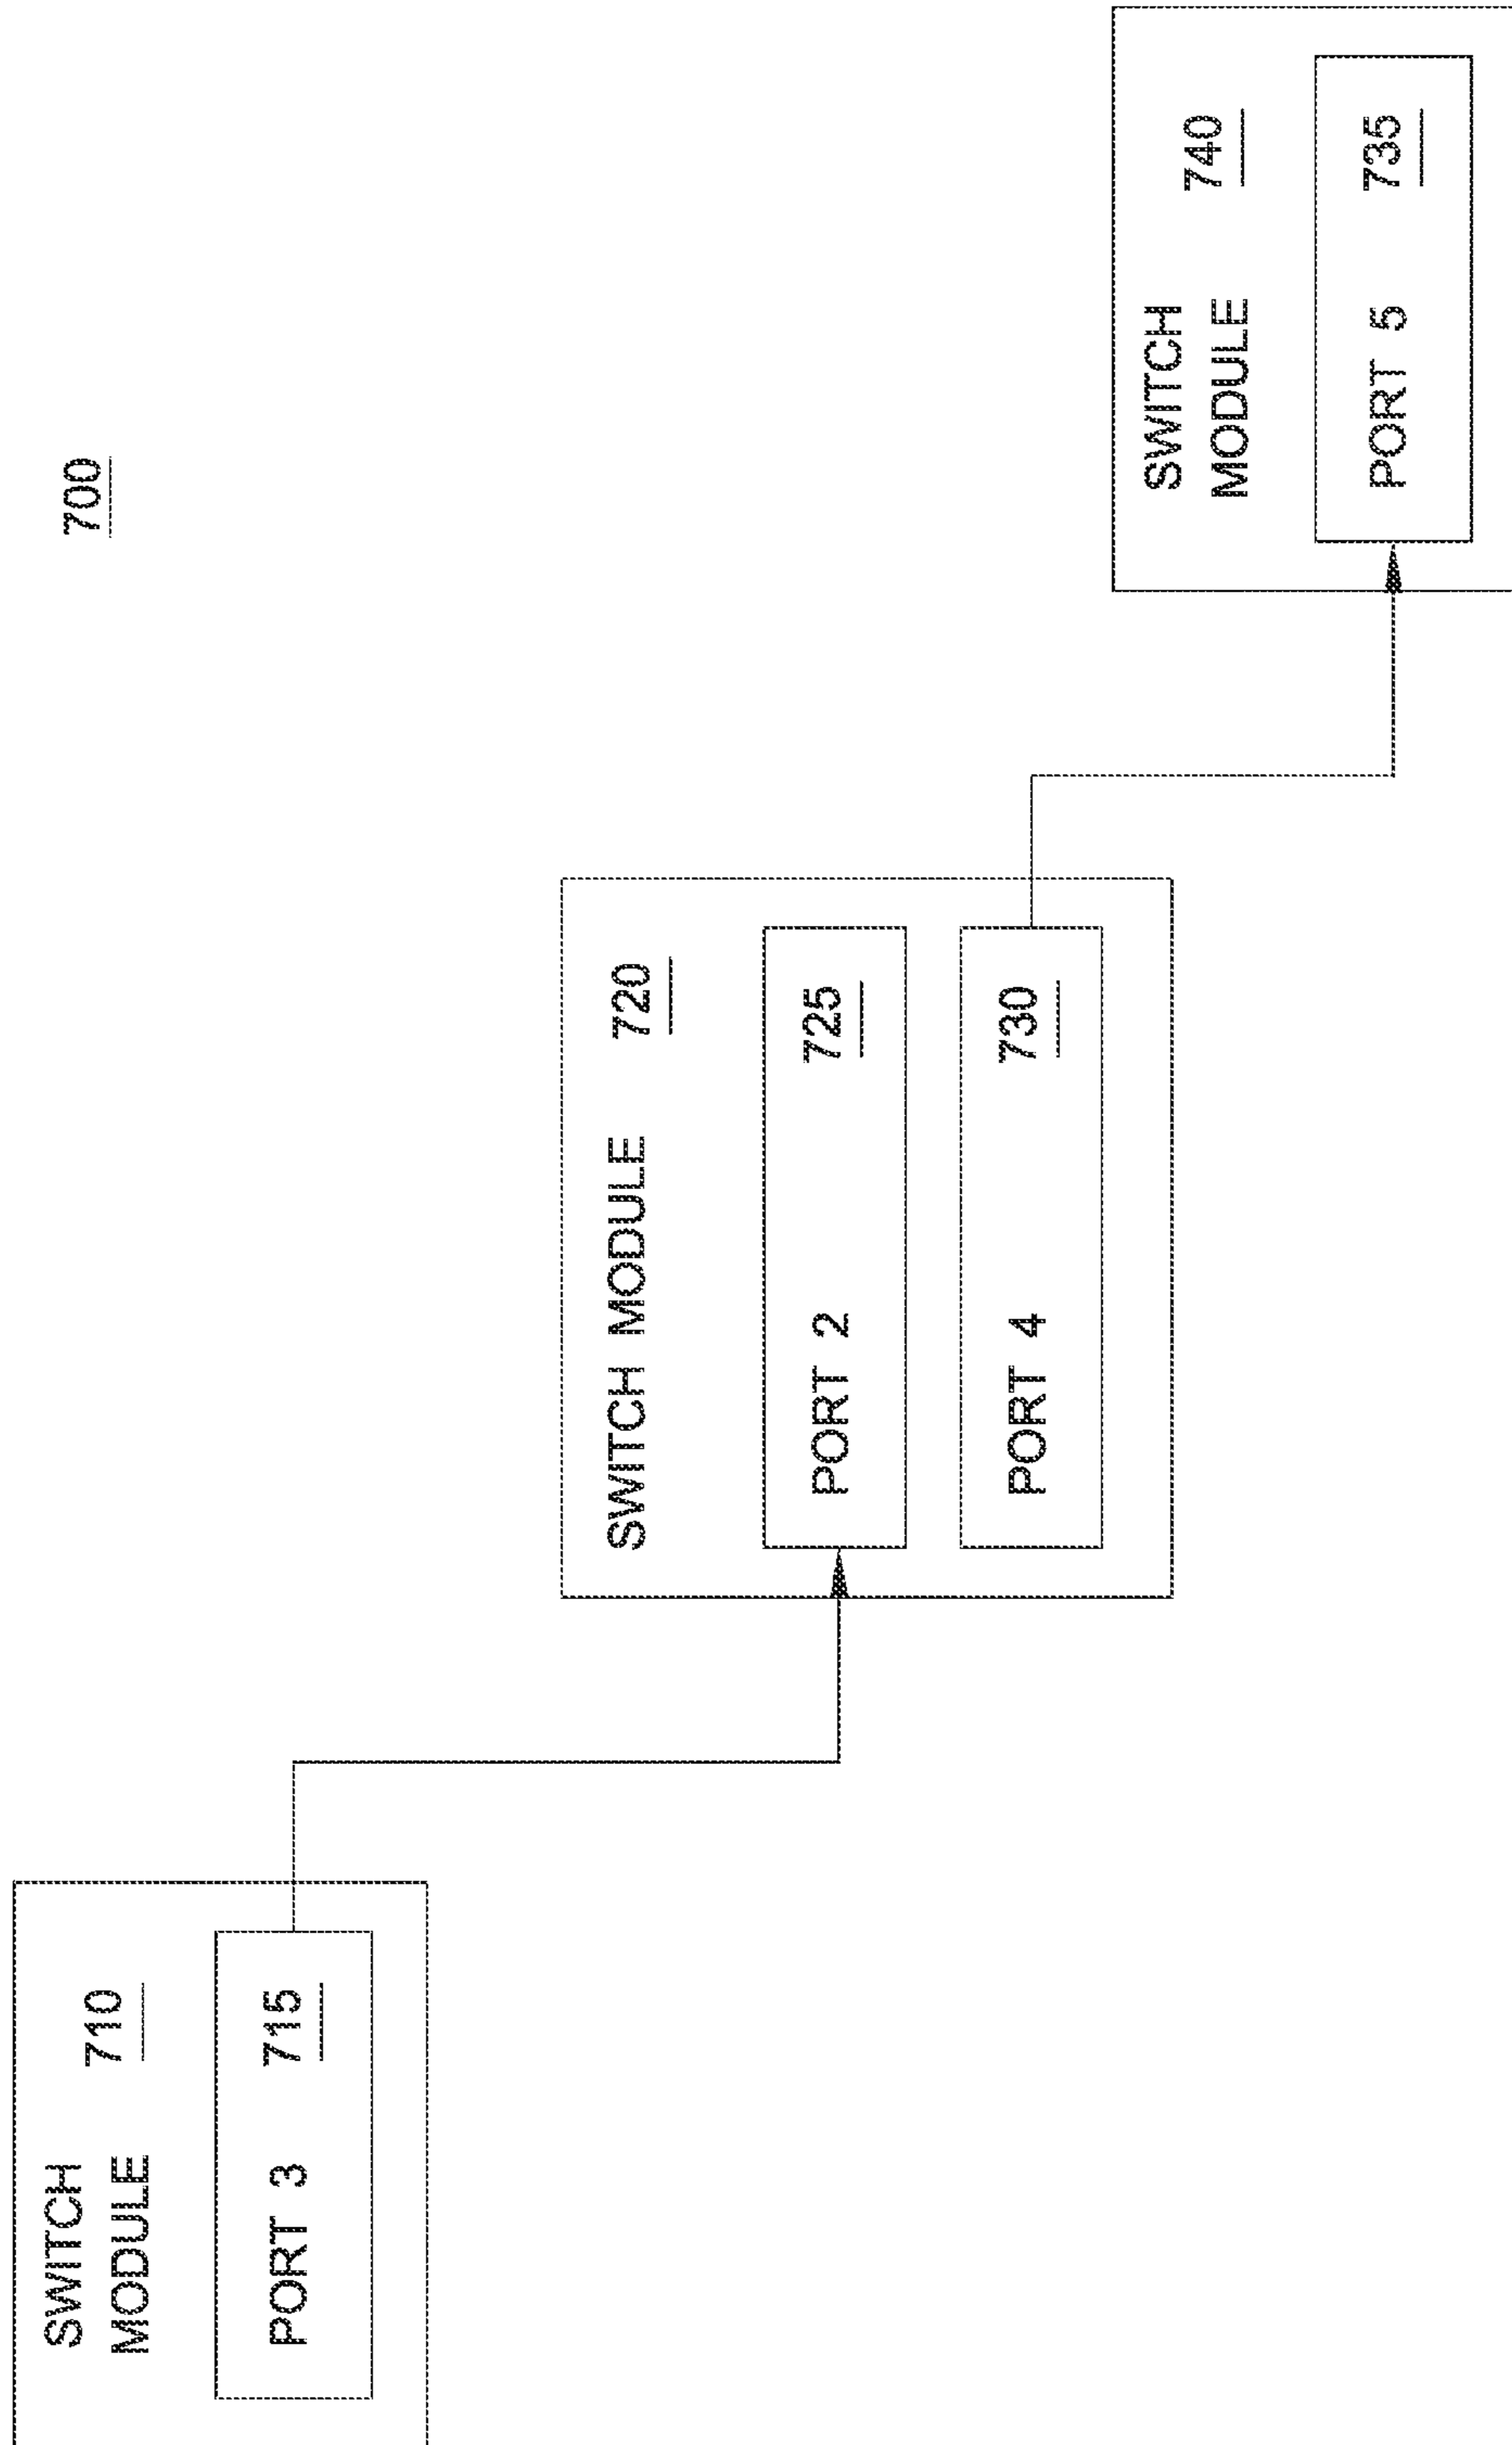 700
SWITCH 710
MODULE
PORT 3 715
SWITCH MODULE 720
PORT 2 725
PORT 4 730
SWITCH 740
MODULE
PORT 5 735